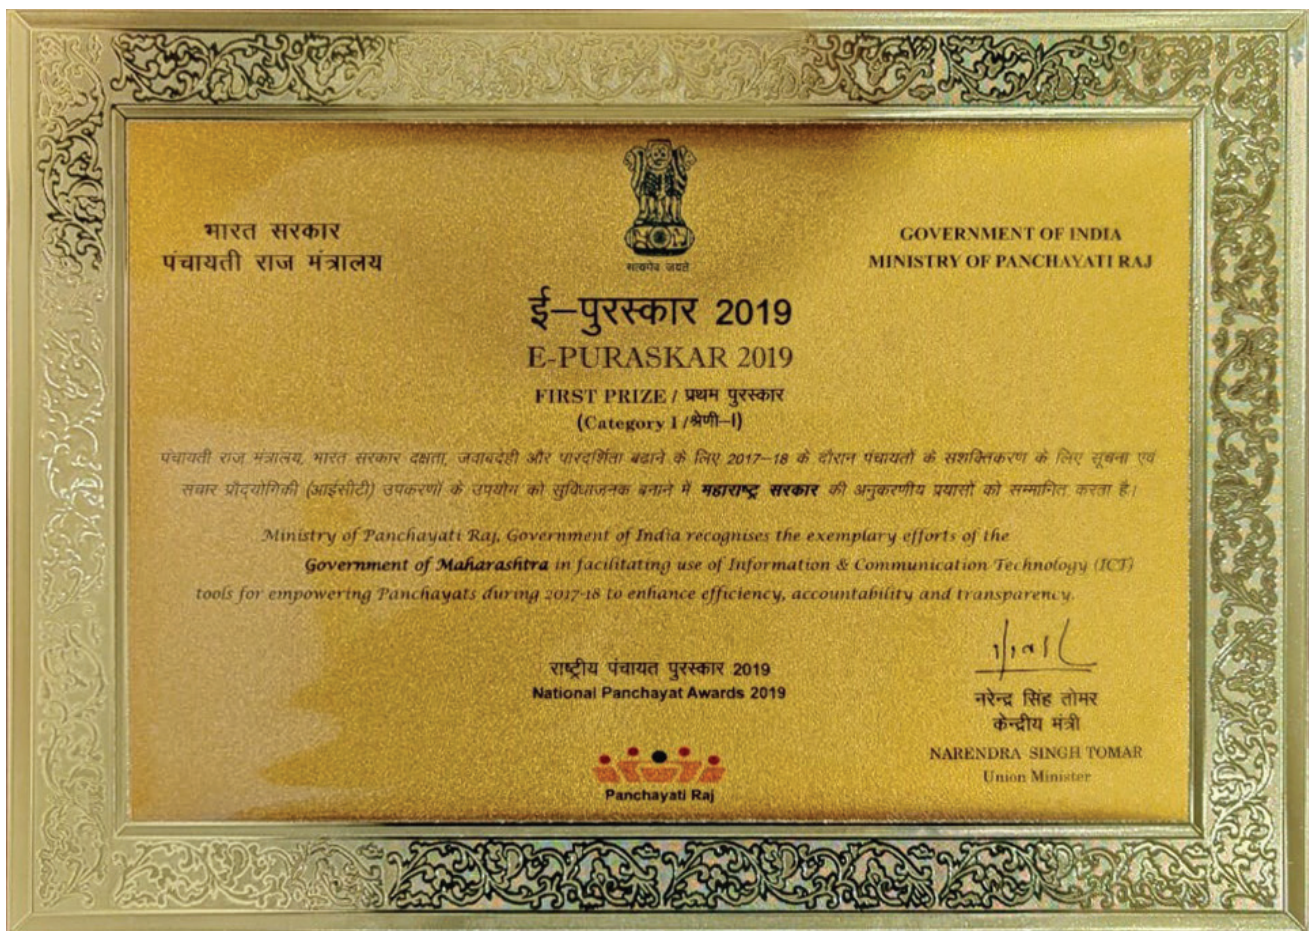 सत्यमेव जयते
भारत सरकार
पंचायती राज मंत्रालय
GOVERNMENT OF INDIA
MINISTRY OF PANCHAYATI RAJ
ई–पुरस्कार 2019
E-PURASKAR 2019
FIRST PRIZE / प्रथम पुरस्कार
(Category I /श्रेणी–I)
पंचायती राज मंत्रालय, भारत सरकार दक्षता, जवाबदेही और पारदर्शिता बढाने के लिए 2017–18 के दौरान पंचायतों के सशक्तिकरण के लिए सूचना एवं
संचार प्रौद्योगिकी (आईसीटी) उपकरणों के उपयोग को सुविधाजनक बनाने में महाराष्ट्र सरकार की अनुकरणीय प्रयासों को सम्मानित करता है।
Ministry of Panchayati Raj, Government of India recognises the exemplary efforts of the
Government of Maharashtra in facilitating use of Information & Communication Technology (ICT)
tools for empowering Panchayats during 2017-18 to enhance efficiency, accountability and transparency.
राष्ट्रीय पंचायत पुरस्कार 2019
National Panchayat Awards 2019
Panchayati Raj
नरेन्द्र सिंह तोमर
केन्द्रीय मंत्री
NARENDRA SINGH TOMAR
Union Minister